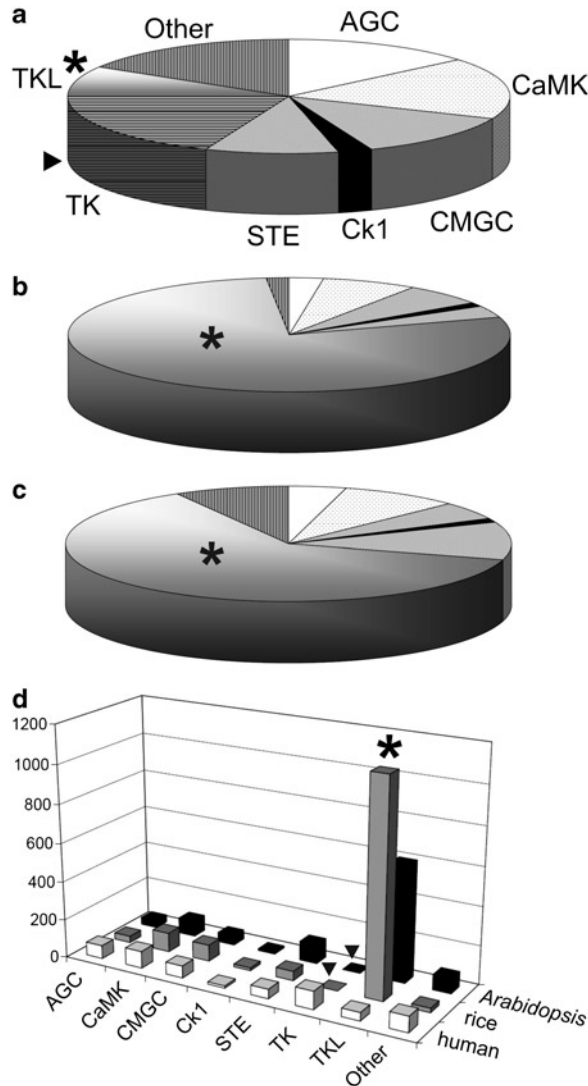 a
Other
AGC
*
TKL
CaMK
TK
STE
Ck1
CMGC
b
*
c
*
d
1200
*
1000
800
600
400
200
0
AGC
CaMK
CMGC
Ck1
STE
TK
TKL
Other
Arabidopsis
rice
human